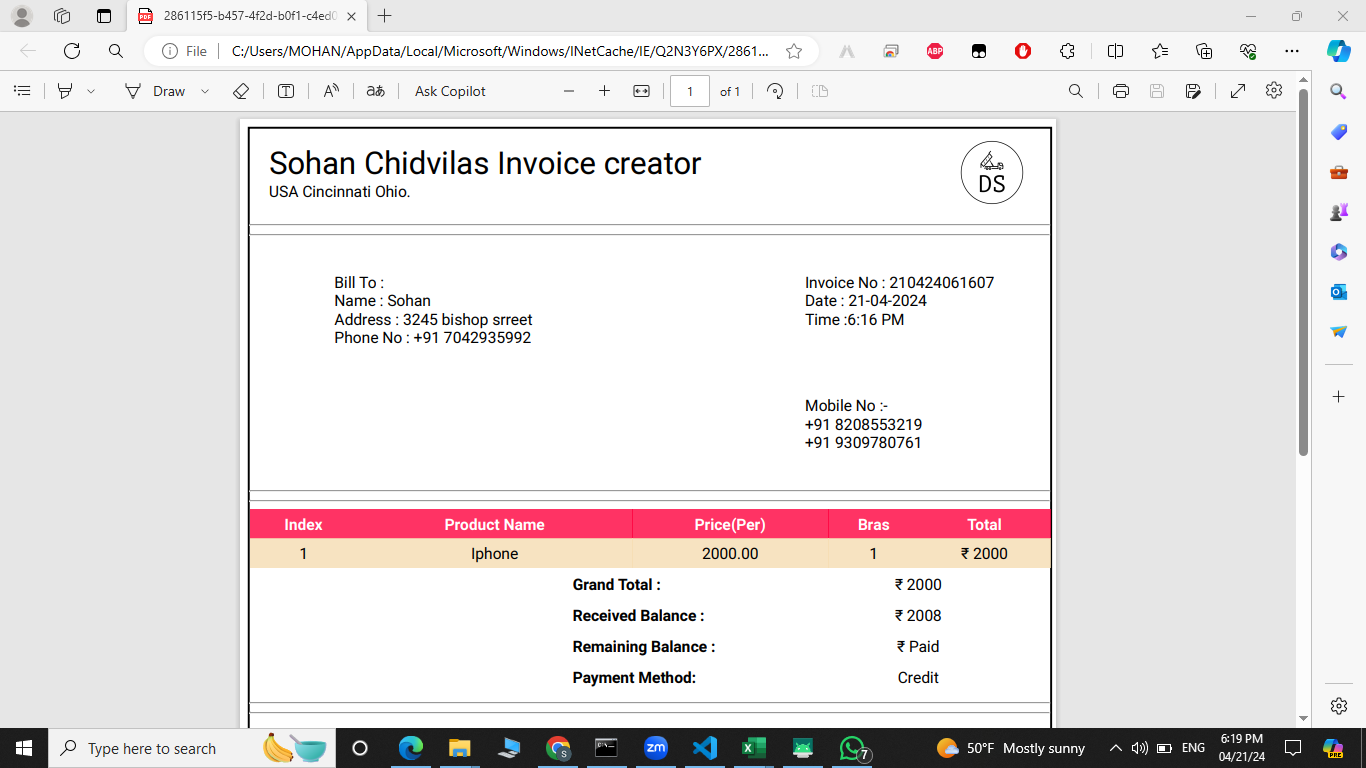 286115f5-b457-4f2d-b0f1-c4ed0
File
C:/Users/MOHAN/AppData/Local/Microsoft/Windows/INetCache/IE/Q2N3Y6PX/2861...
ABP
Draw
Ask Copilot
1 of 1
Sohan Chidvilas Invoice creator
USA Cincinnati Ohio.
DS
Bill To :
Name : Sohan
Address : 3245 bishop srreet
Phone No : +91 7042935992
Invoice No : 210424061607
Date : 21-04-2024
Time :6:16 PM
Mobile No :-
+91 8208553219
+91 9309780761
Index Product Name Price(Per) Bras Total
1 Iphone 2000.00 1 ₹ 2000
Grand Total : ₹ 2000
Received Balance : ₹ 2008
Remaining Balance : ₹ Paid
Payment Method: Credit
Type here to search
zm
S
7
50°F Mostly sunny
ENG
6:19 PM
04/21/24
PRE